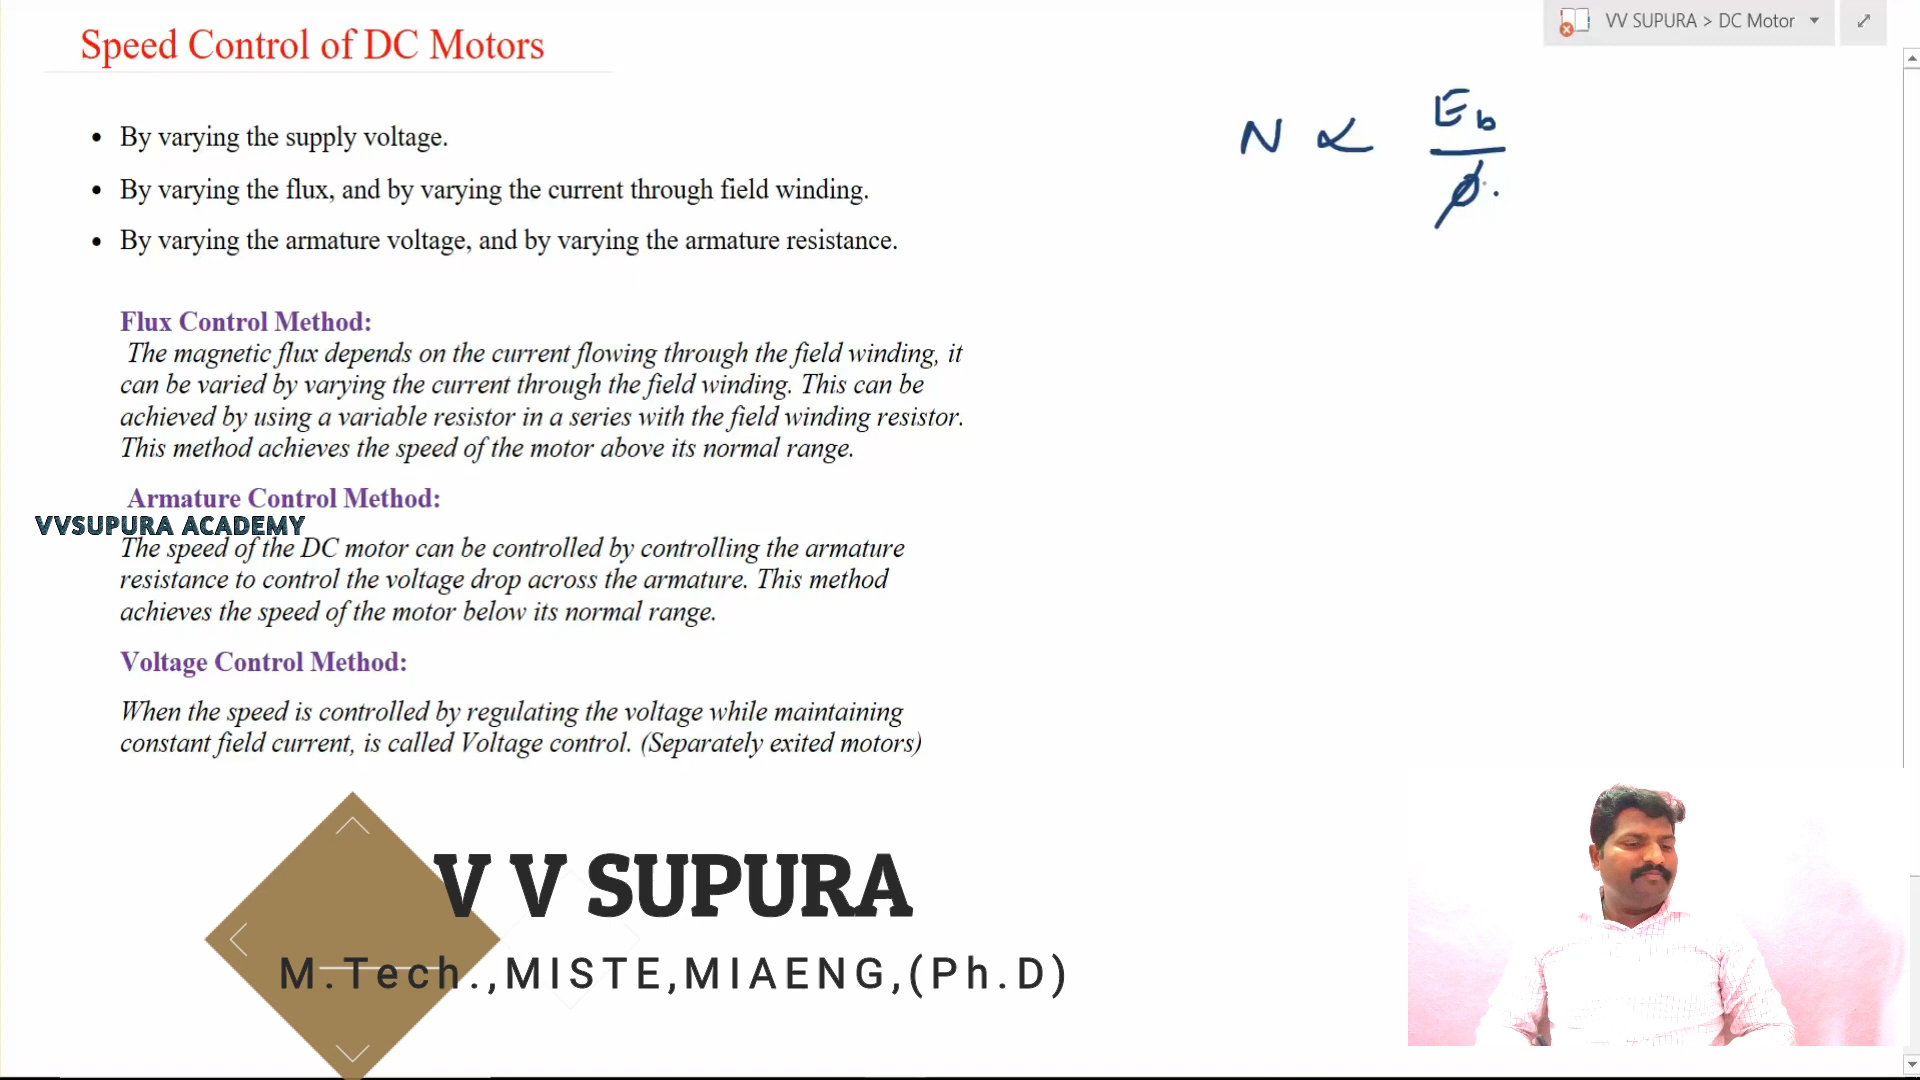 Speed Control of DC Motors
VV SUPURA > DC Motor
• By varying the supply voltage.
• By varying the flux, and by varying the current through field winding.
• By varying the armature voltage, and by varying the armature resistance.
N ∝ E_b
ϕ.
Flux Control Method:
The magnetic flux depends on the current flowing through the field winding, it
can be varied by varying the current through the field winding. This can be
achieved by using a variable resistor in a series with the field winding resistor.
This method achieves the speed of the motor above its normal range.
Armature Control Method:
VVSUPURA ACADEMY
The speed of the DC motor can be controlled by controlling the armature
resistance to control the voltage drop across the armature. This method
achieves the speed of the motor below its normal range.
Voltage Control Method:
When the speed is controlled by regulating the voltage while maintaining
constant field current, is called Voltage control. (Separately exited motors)
V V SUPURA
M.Tech.,MISTE,MIAENG,(Ph.D)